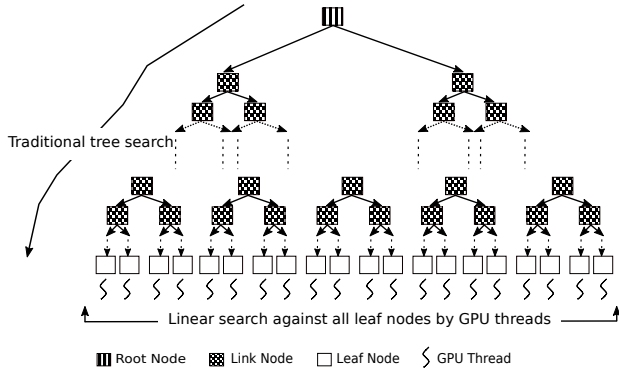 Traditional tree search
Linear search against all leaf nodes by GPU threads
Root Node
Link Node
Leaf Node
GPU Thread